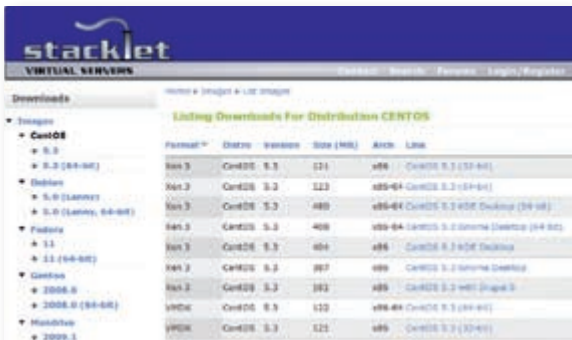 stacklet
VIRTUAL SERVERS
Contact Search Forums Login/Register
Downloads
Home Images List Images
Images
CentOS
5.3
5.3 (64-bit)
Debian
5.0 (Lenny)
5.0 (Lenny, 64-bit)
Fedora
11
11 (64-bit)
Gentoo
2008.0
2008.0 (64-bit)
Mandriva
2009.1
Listing Downloads For Distribution CENTOS
Format Distro Version Size (MB) Arch Link
Xen 3 CentOS 5.3 121 x86 CentOS 5.3 (32-bit)
Xen 3 CentOS 5.3 123 x86-64 CentOS 5.3 (64-bit)
Xen 3 CentOS 5.3 x86-64 CentOS 5.3 KDE Desktop (64-bit)
Xen 3 CentOS 5.3 x86-64 CentOS 5.3 Gnome Desktop (64-bit)
Xen 3 CentOS 5.3 x86 CentOS 5.3 KDE Desktop
Xen 3 CentOS 5.3 x86 CentOS 5.3 Gnome Desktop
Xen 3 CentOS 5.3 x86 CentOS 5.3 with Drupal
VMDK CentOS 5.3 122 x86-64 CentOS 5.3 (64-bit)
VMDK CentOS 5.3 121 x86 CentOS 5.3 (32-bit)